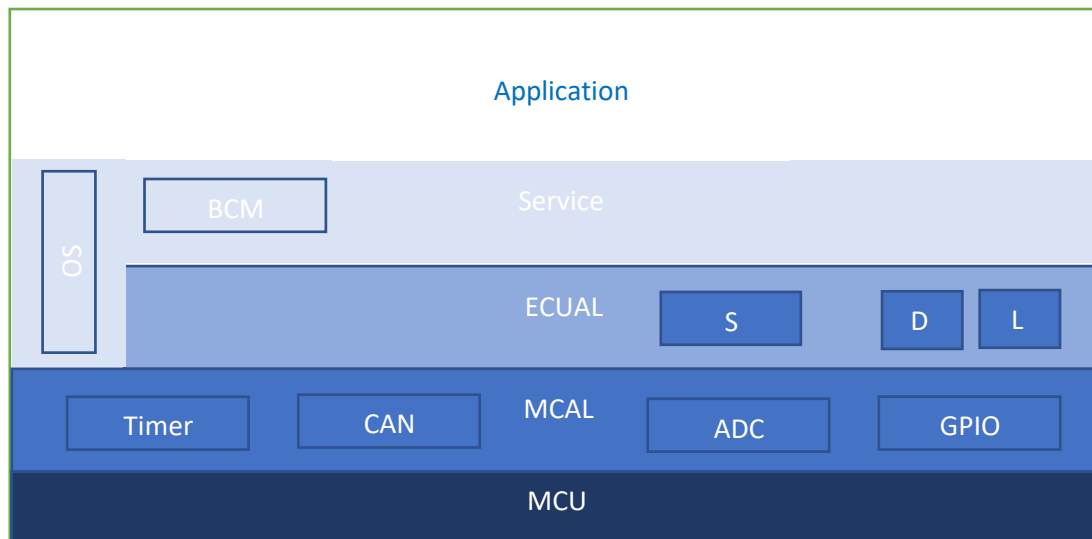 Application
OS
BCM
Service
ECUAL
S
D
L
Timer
CAN
MCAL
ADC
GPIO
MCU